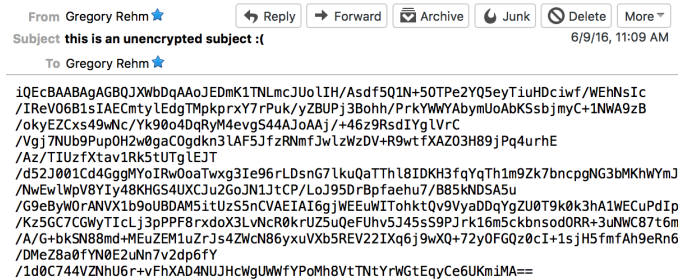 From Gregory Rehm
Reply Forward Archive Junk Delete More
Subject this is an unencrypted subject :(
6/9/16, 11:09 AM
To Gregory Rehm
iQEcBAABAgAGBQJXWbDqAAoJEDmK1TNLmcJUolIH/Asdf5Q1N+5OTPe2YQ5eyTiuHDciwf/WEhNsIc
/IReVO6B1sIAECmtylEdgTMpkprxY7rPuk/yZBUPj3Bohh/PrkYWWYAbymUoAbKSsbjmyC+1NWA9zB
/okyEZCxs49wNc/Yk90o4DqRyM4evgS44AJoAAj/+46z9RsdIYglVrC
/Vgj7NUb9PupOH2w0gaCOgdkn3lAF5JfzRNmfJwlzWzDV+R9wtfXAZO3H89jPq4urhE
/Az/TIUzfXtav1Rk5tUTglEJT
/d52J001Cd4GggMYoIRwOoaTwxg3Ie96rLDsnG7lkuQaTThl8IDKH3fqYqTh1m9Zk7bncpgNG3bMKhWYmJ
/NwEwlWpV8YIy48KHGS4UXCJu2GoJN1JtCP/LoJ95DrBpfaehu7/B85kNDSA5u
/G9eByWOrANVX1b9oUBDAM5itUzS5nCVAEIAI6gjWEEuWITohktQv9VyaDDqYgZU0T9k0k3hA1WECuPdIp
/Kz5GC7CGWyTIcLj3pPPF8rxdoX3LvNcR0krUZ5uQeFUhv5J45sS9PJrk16m5ckbnsodORR+3uNWC87t6m
/A/G+bkSN88md+MEuZEM1uZrJs4ZWcN86yxuVXb5REV22IXq6j9wXQ+72yOFGQz0cI+1sjH5fmfAh9eRn6
/DMeZ8a0fYN0E2uNn7v2dp6fY
/1d0C744VZNhU6r+vFhXAD4NUJHcWgUWWfYPoMh8VtTNtYrWGtEqyCe6UKmiMA==